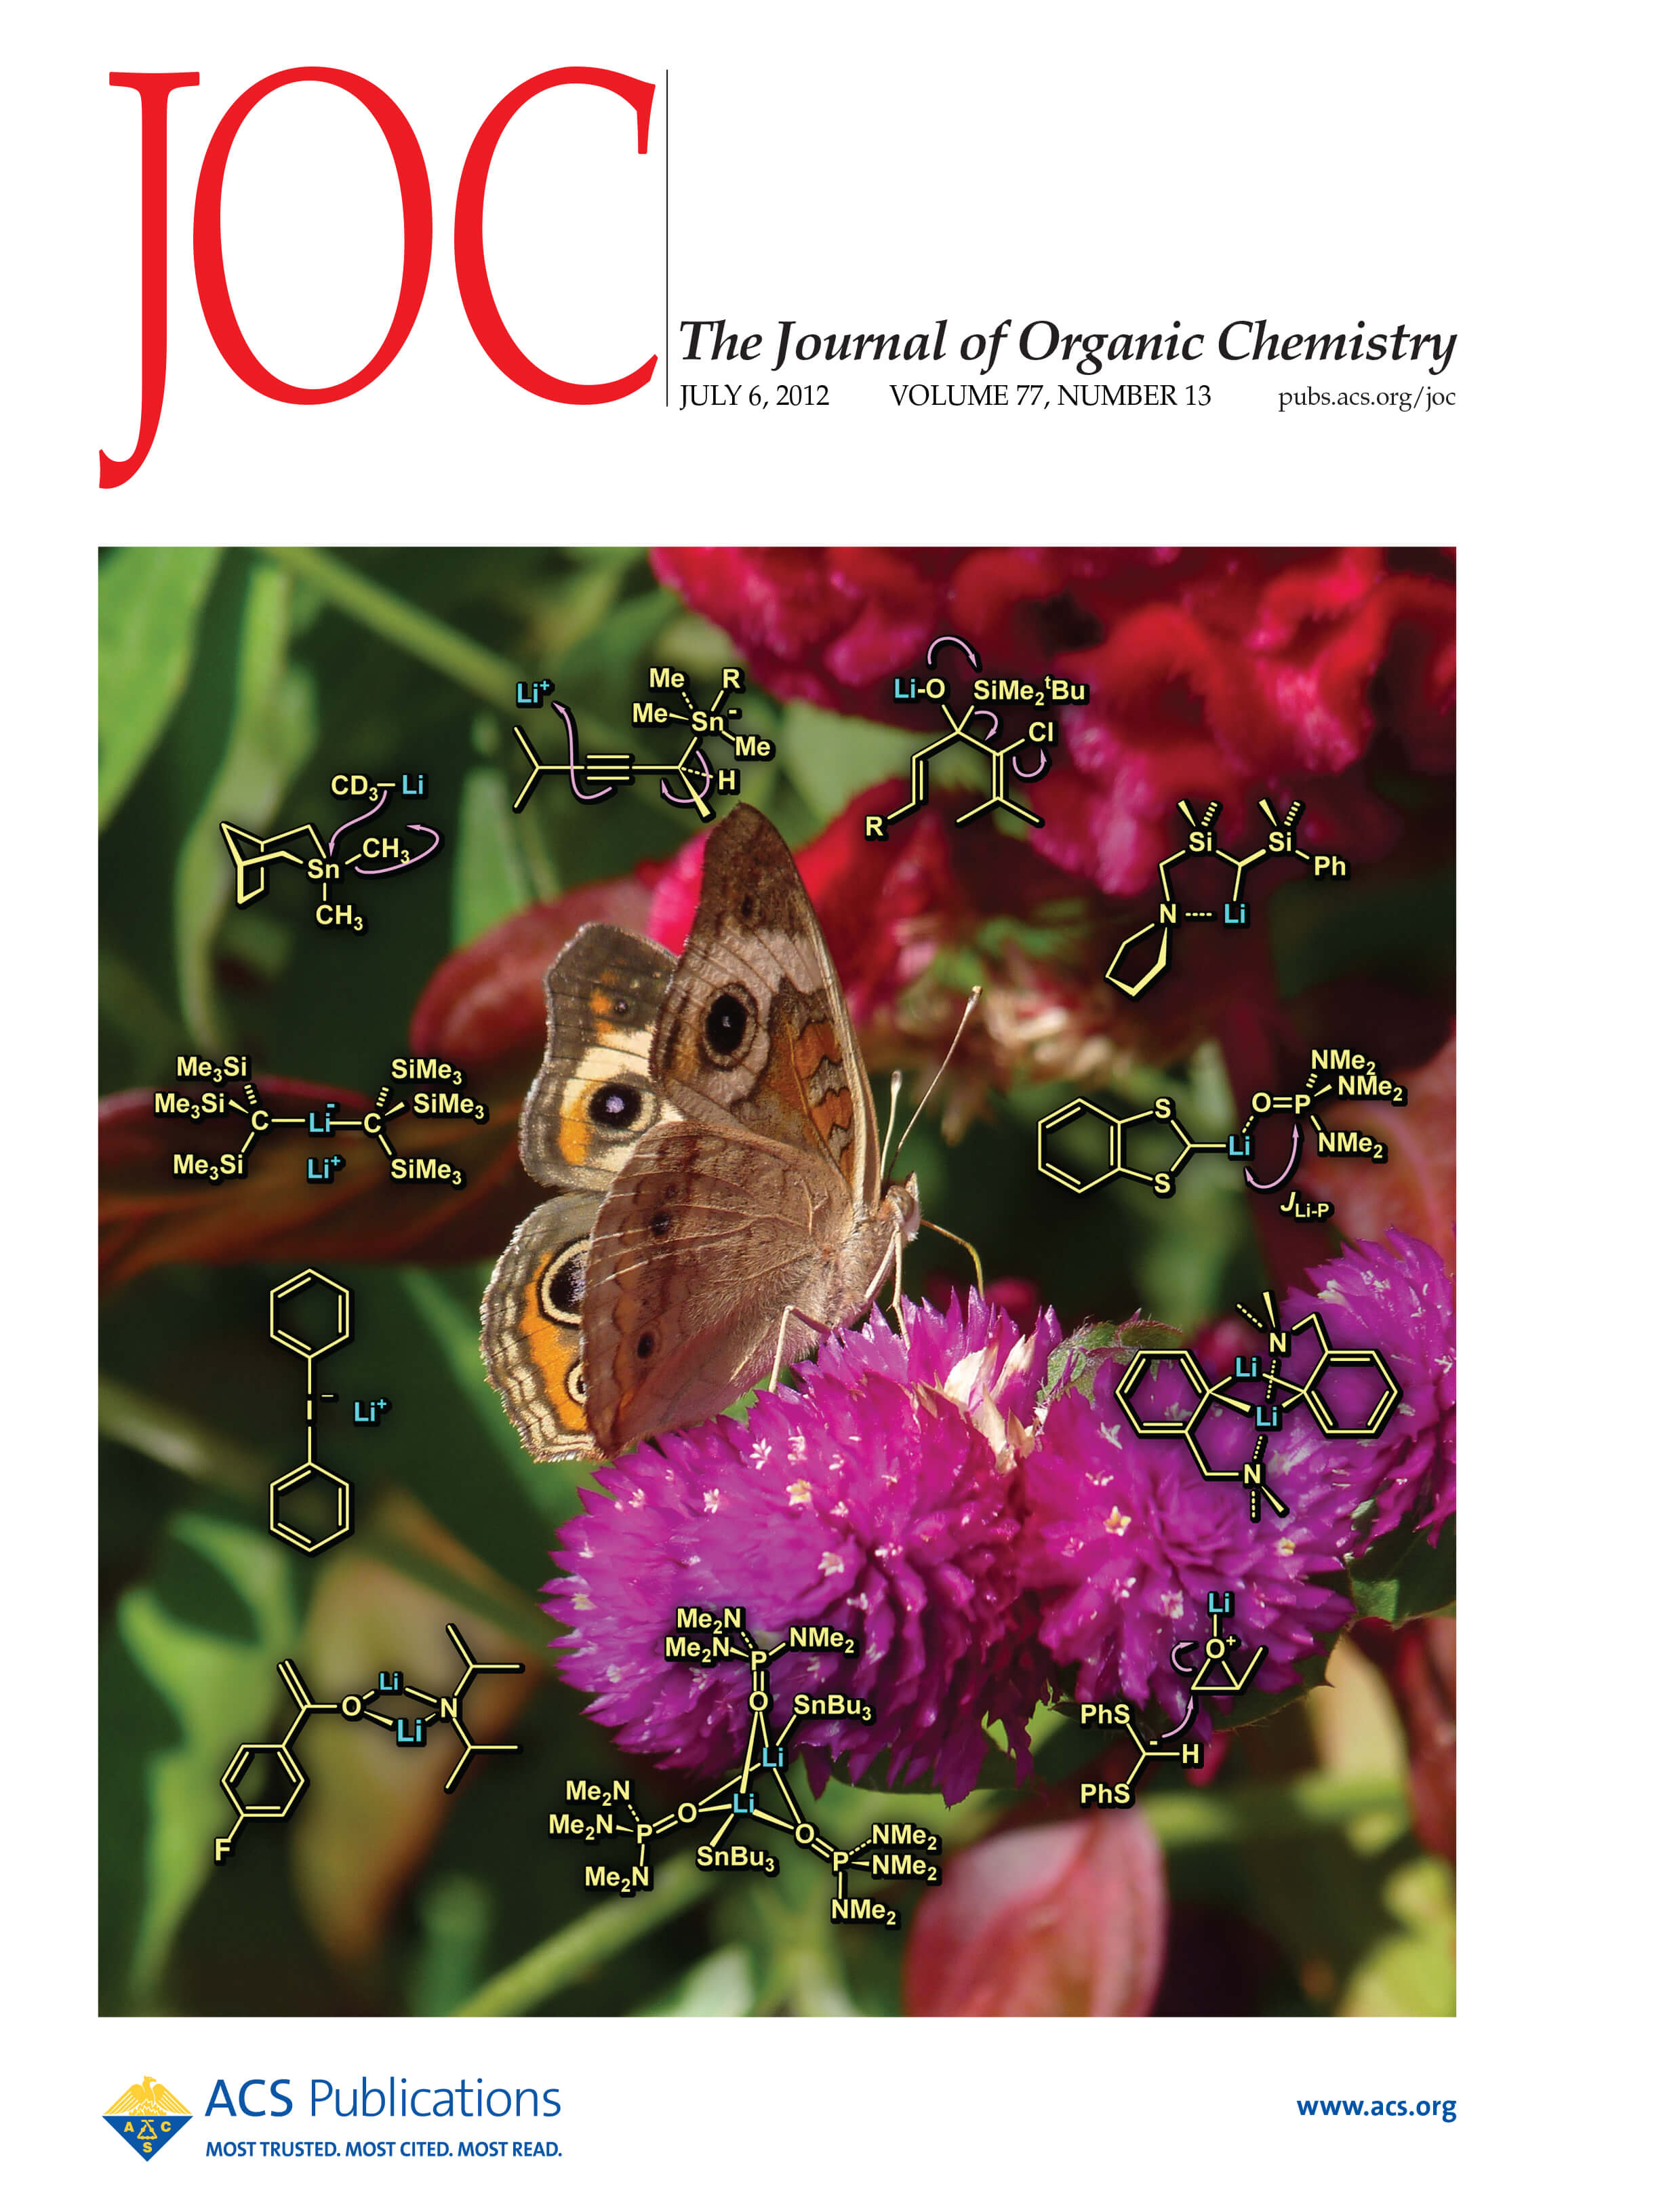 JOC
The Journal of Organic Chemistry
JULY 6, 2012 VOLUME 77, NUMBER 13 pubs.acs.org/joc
Li+
Me R
Me Sn-
Me
H
Li-O SiMe2tBu
Cl
R
CD3-Li
CH3
Sn
CH3
Si Si
Ph
N Li
Me3Si SiMe3
Me3Si SiMe3
C Li- C
Me3Si Li+ SiMe3
NMe2
NMe2
O=P
S
Li NMe2
S
JLi-P
I- Li+
N
Li
Li
N
Li
O N
Li
F
Me2N
Me2N NMe2
P
O SnBu3
Li
Me2N Li
Me2N P O O NMe2
SnBu3 P NMe2
Me2N
NMe2
Li
O+
PhS
- H
PhS
ACS Publications
MOST TRUSTED. MOST CITED. MOST READ.
A C
S
www.acs.org